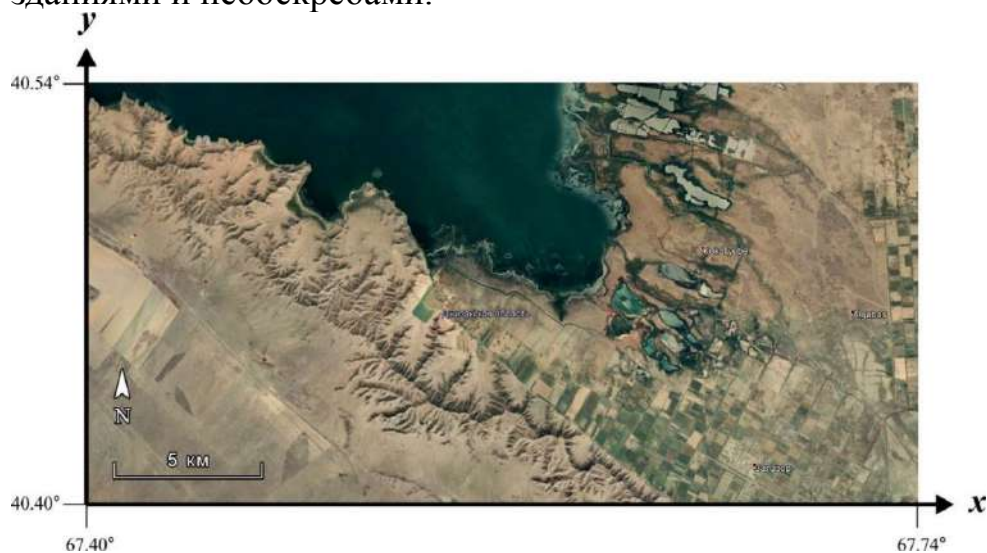 зданиями и небоскребами.
y
40.54°
N
5 км
40.40°
x
67.40°
67.74°